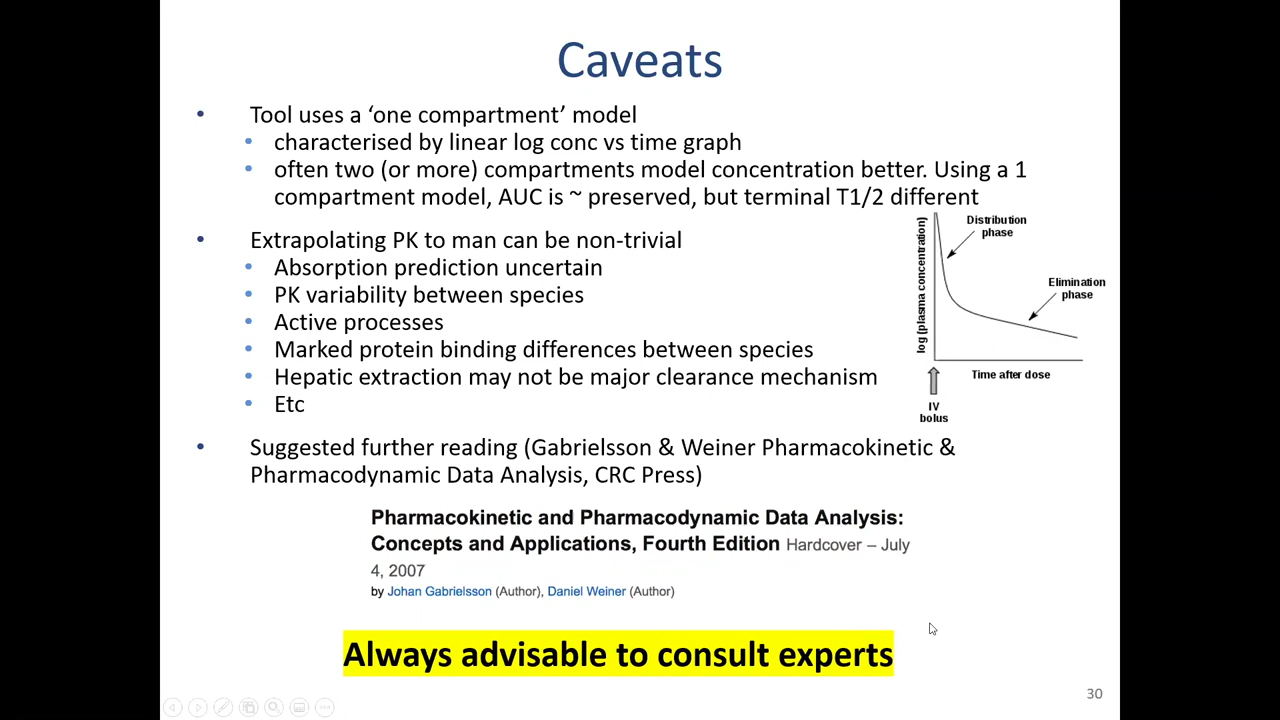 Caveats
• Tool uses a ‘one compartment’ model
• characterised by linear log conc vs time graph
• often two (or more) compartments model concentration better. Using a 1
compartment model, AUC is ~ preserved, but terminal T1/2 different
• Extrapolating PK to man can be non-trivial
• Absorption prediction uncertain
• PK variability between species
• Active processes
• Marked protein binding differences between species
• Hepatic extraction may not be major clearance mechanism
• Etc
log (plasma concentration)
Distribution
phase
Elimination
phase
Time after dose
IV
bolus
• Suggested further reading (Gabrielsson & Weiner Pharmacokinetic &
Pharmacodynamic Data Analysis, CRC Press)
Pharmacokinetic and Pharmacodynamic Data Analysis:
Concepts and Applications, Fourth Edition Hardcover – July
4, 2007
by Johan Gabrielsson (Author), Daniel Weiner (Author)
Always advisable to consult experts
30